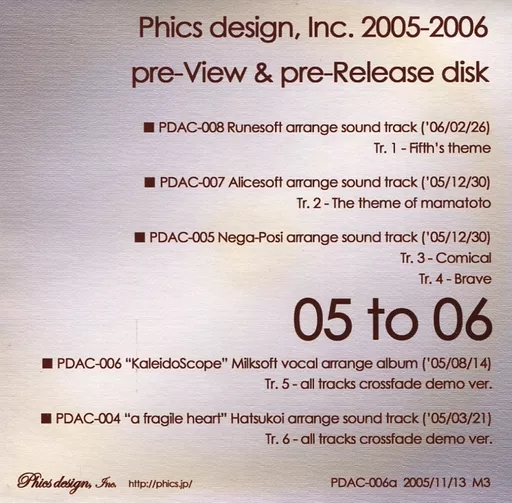 Phics design, Inc. 2005-2006
pre-View & pre-Release disk
■ PDAC-008 Runesoft arrange sound track ('06/02/26)
Tr. 1 - Fifth's theme
■ PDAC-007 Alicesoft arrange sound track ('05/12/30)
Tr. 2 - The theme of mamatoto
■ PDAC-005 Nega-Posi arrange sound track ('05/12/30)
Tr. 3 - Comical
Tr. 4 - Brave
05 to 06
■ PDAC-006 “KaleidoScope” Milksoft vocal arrange album ('05/08/14)
Tr. 5 - all tracks crossfade demo ver.
■ PDAC-004 “a fragile heart” Hatsukoi arrange sound track ('05/03/21)
Tr. 6 - all tracks crossfade demo ver.
Phics design, Inc. http://phics.jp/ PDAC-006a 2005/11/13 M3